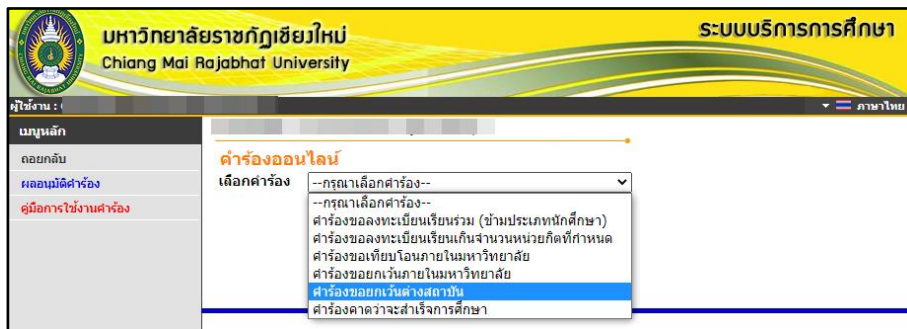 มหาวิทยาลัยราชภัฏเชียงใหม่
Chiang Mai Rajabhat University
ระบบบริการการศึกษา
ผู้ใช้งาน :
ภาษาไทย
เมนูหลัก
ถอยกลับ
ผลอนุมัติคำร้อง
คู่มือการใช้งานคำร้อง
คำร้องออนไลน์
เลือกคำร้อง
--กรุณาเลือกคำร้อง--
--กรุณาเลือกคำร้อง--
คำร้องขอลงทะเบียนเรียนร่วม (ข้ามประเภทนักศึกษา)
คำร้องขอลงทะเบียนเรียนเกินจำนวนหน่วยกิตที่กำหนด
คำร้องขอเทียบโอนภายในมหาวิทยาลัย
คำร้องขอยกเว้นภายในมหาวิทยาลัย
คำร้องขอยกเว้นต่างสถาบัน
คำร้องคาดว่าจะสำเร็จการศึกษา